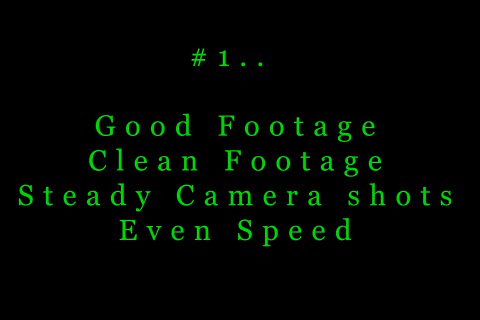 #1..
Good Footage
Clean Footage
Steady Camera shots
Even Speed